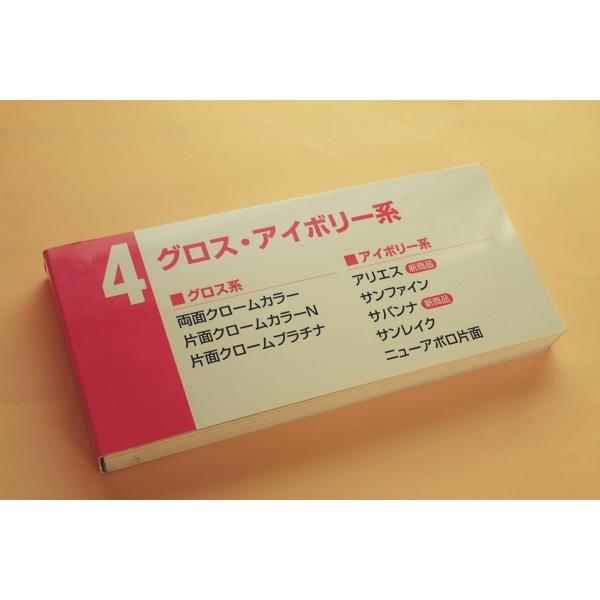 4
グロス・アイボリー系
■グロス系
両面クロームカラー
片面クロームカラーN
片面クロームプラチナ
■アイボリー系
アリエス 新商品
サンファイン
サバンナ 新商品
サンレイク
ニューアポロ片面